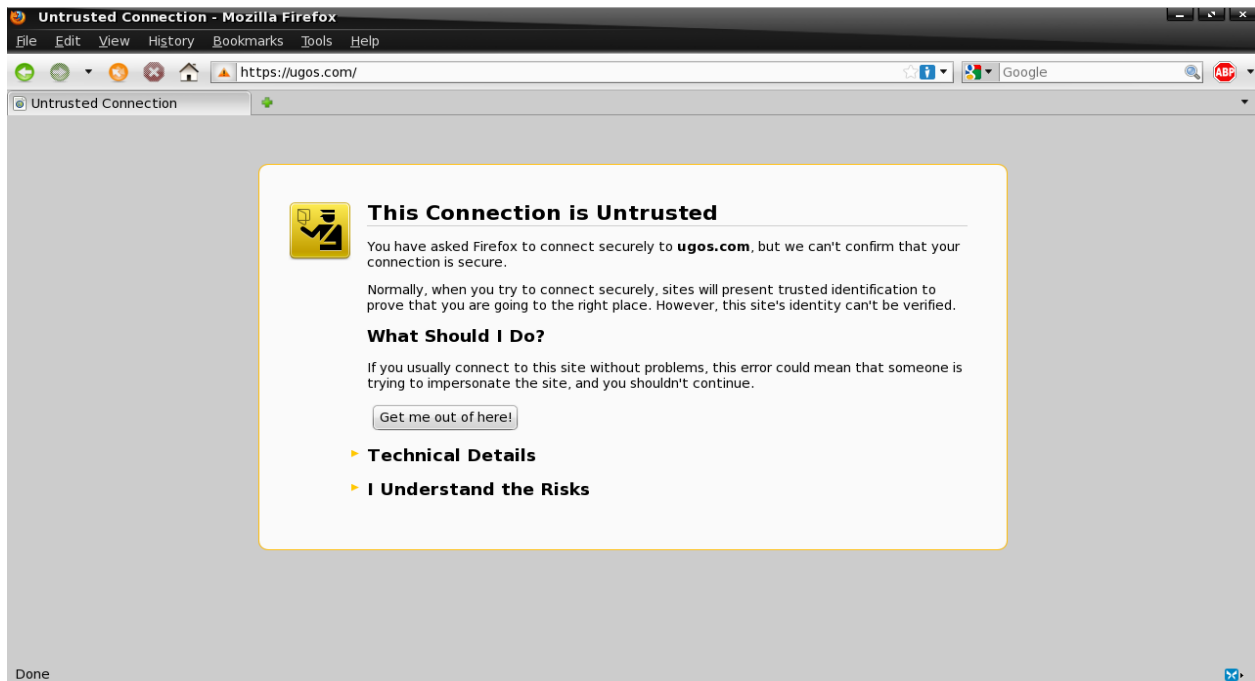 Untrusted Connection - Mozilla Firefox
File Edit View History Bookmarks Tools Help
https://ugos.com/ Google ABP
Untrusted Connection
This Connection is Untrusted
You have asked Firefox to connect securely to ugos.com, but we can't confirm that your
connection is secure.
Normally, when you try to connect securely, sites will present trusted identification to
prove that you are going to the right place. However, this site's identity can't be verified.
What Should I Do?
If you usually connect to this site without problems, this error could mean that someone is
trying to impersonate the site, and you shouldn't continue.
Get me out of here!
Technical Details
I Understand the Risks
Done